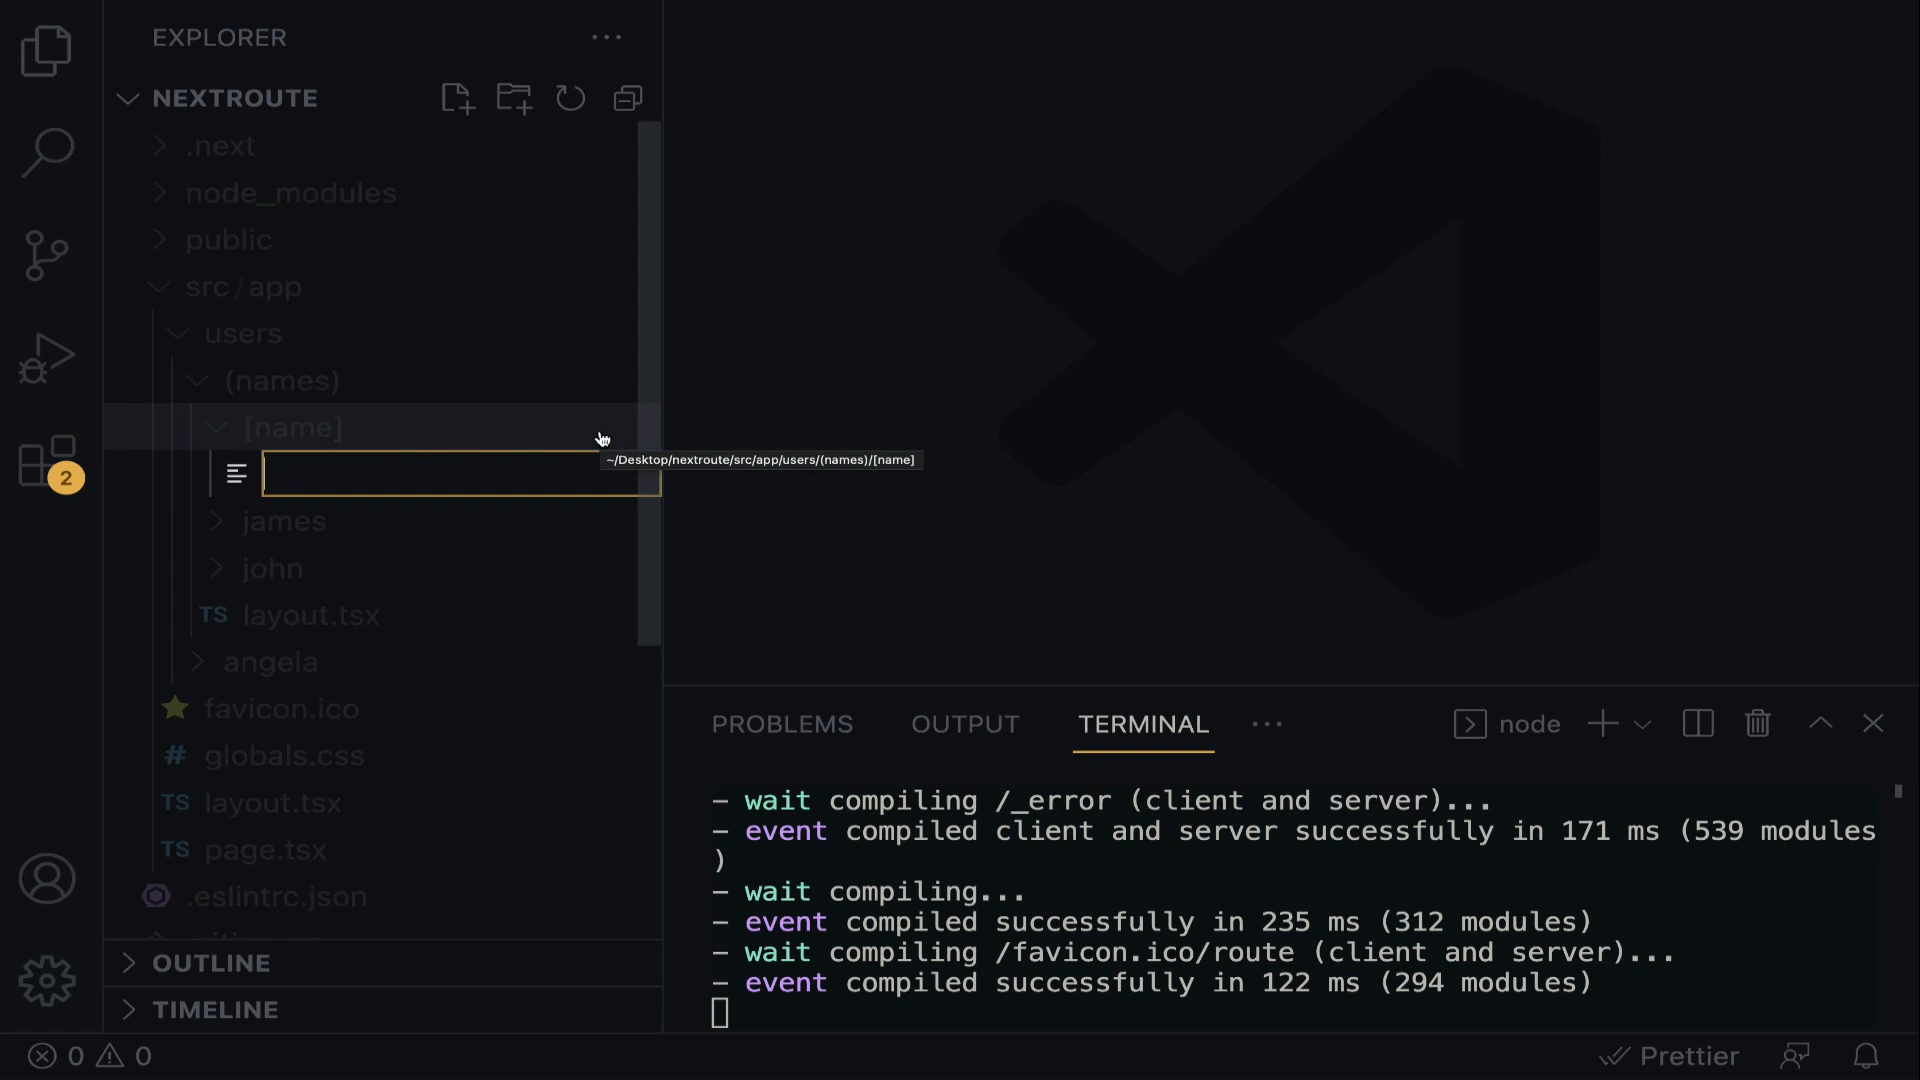 EXPLORER
NEXTROUTE
.next
node_modules
public
src / app
users
(names)
[name]
~/Desktop/nextroute/src/app/users/(names)/[name]
james
john
TS layout.tsx
angela
favicon.ico
# globals.css
TS layout.tsx
TS page.tsx
.eslintrc.json
OUTLINE
TIMELINE
2
PROBLEMS OUTPUT TERMINAL node
– wait compiling /_error (client and server)...
– event compiled client and server successfully in 171 ms (539 modules
)
– wait compiling...
– event compiled successfully in 235 ms (312 modules)
– wait compiling /favicon.ico/route (client and server)...
– event compiled successfully in 122 ms (294 modules)
0 0 Prettier